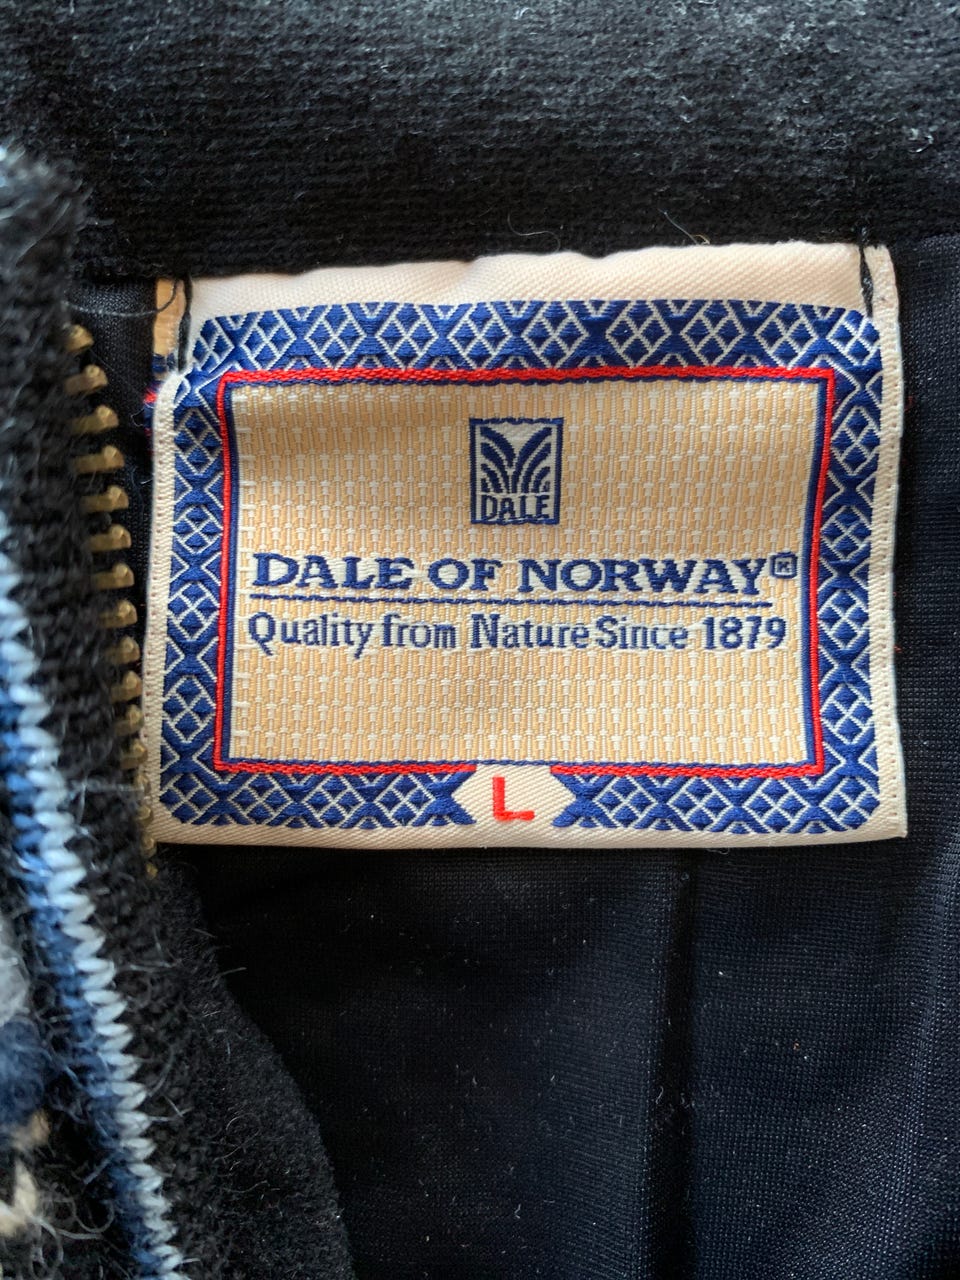 DALE
DALE OF NORWAY®
Quality from Nature Since 1879
L